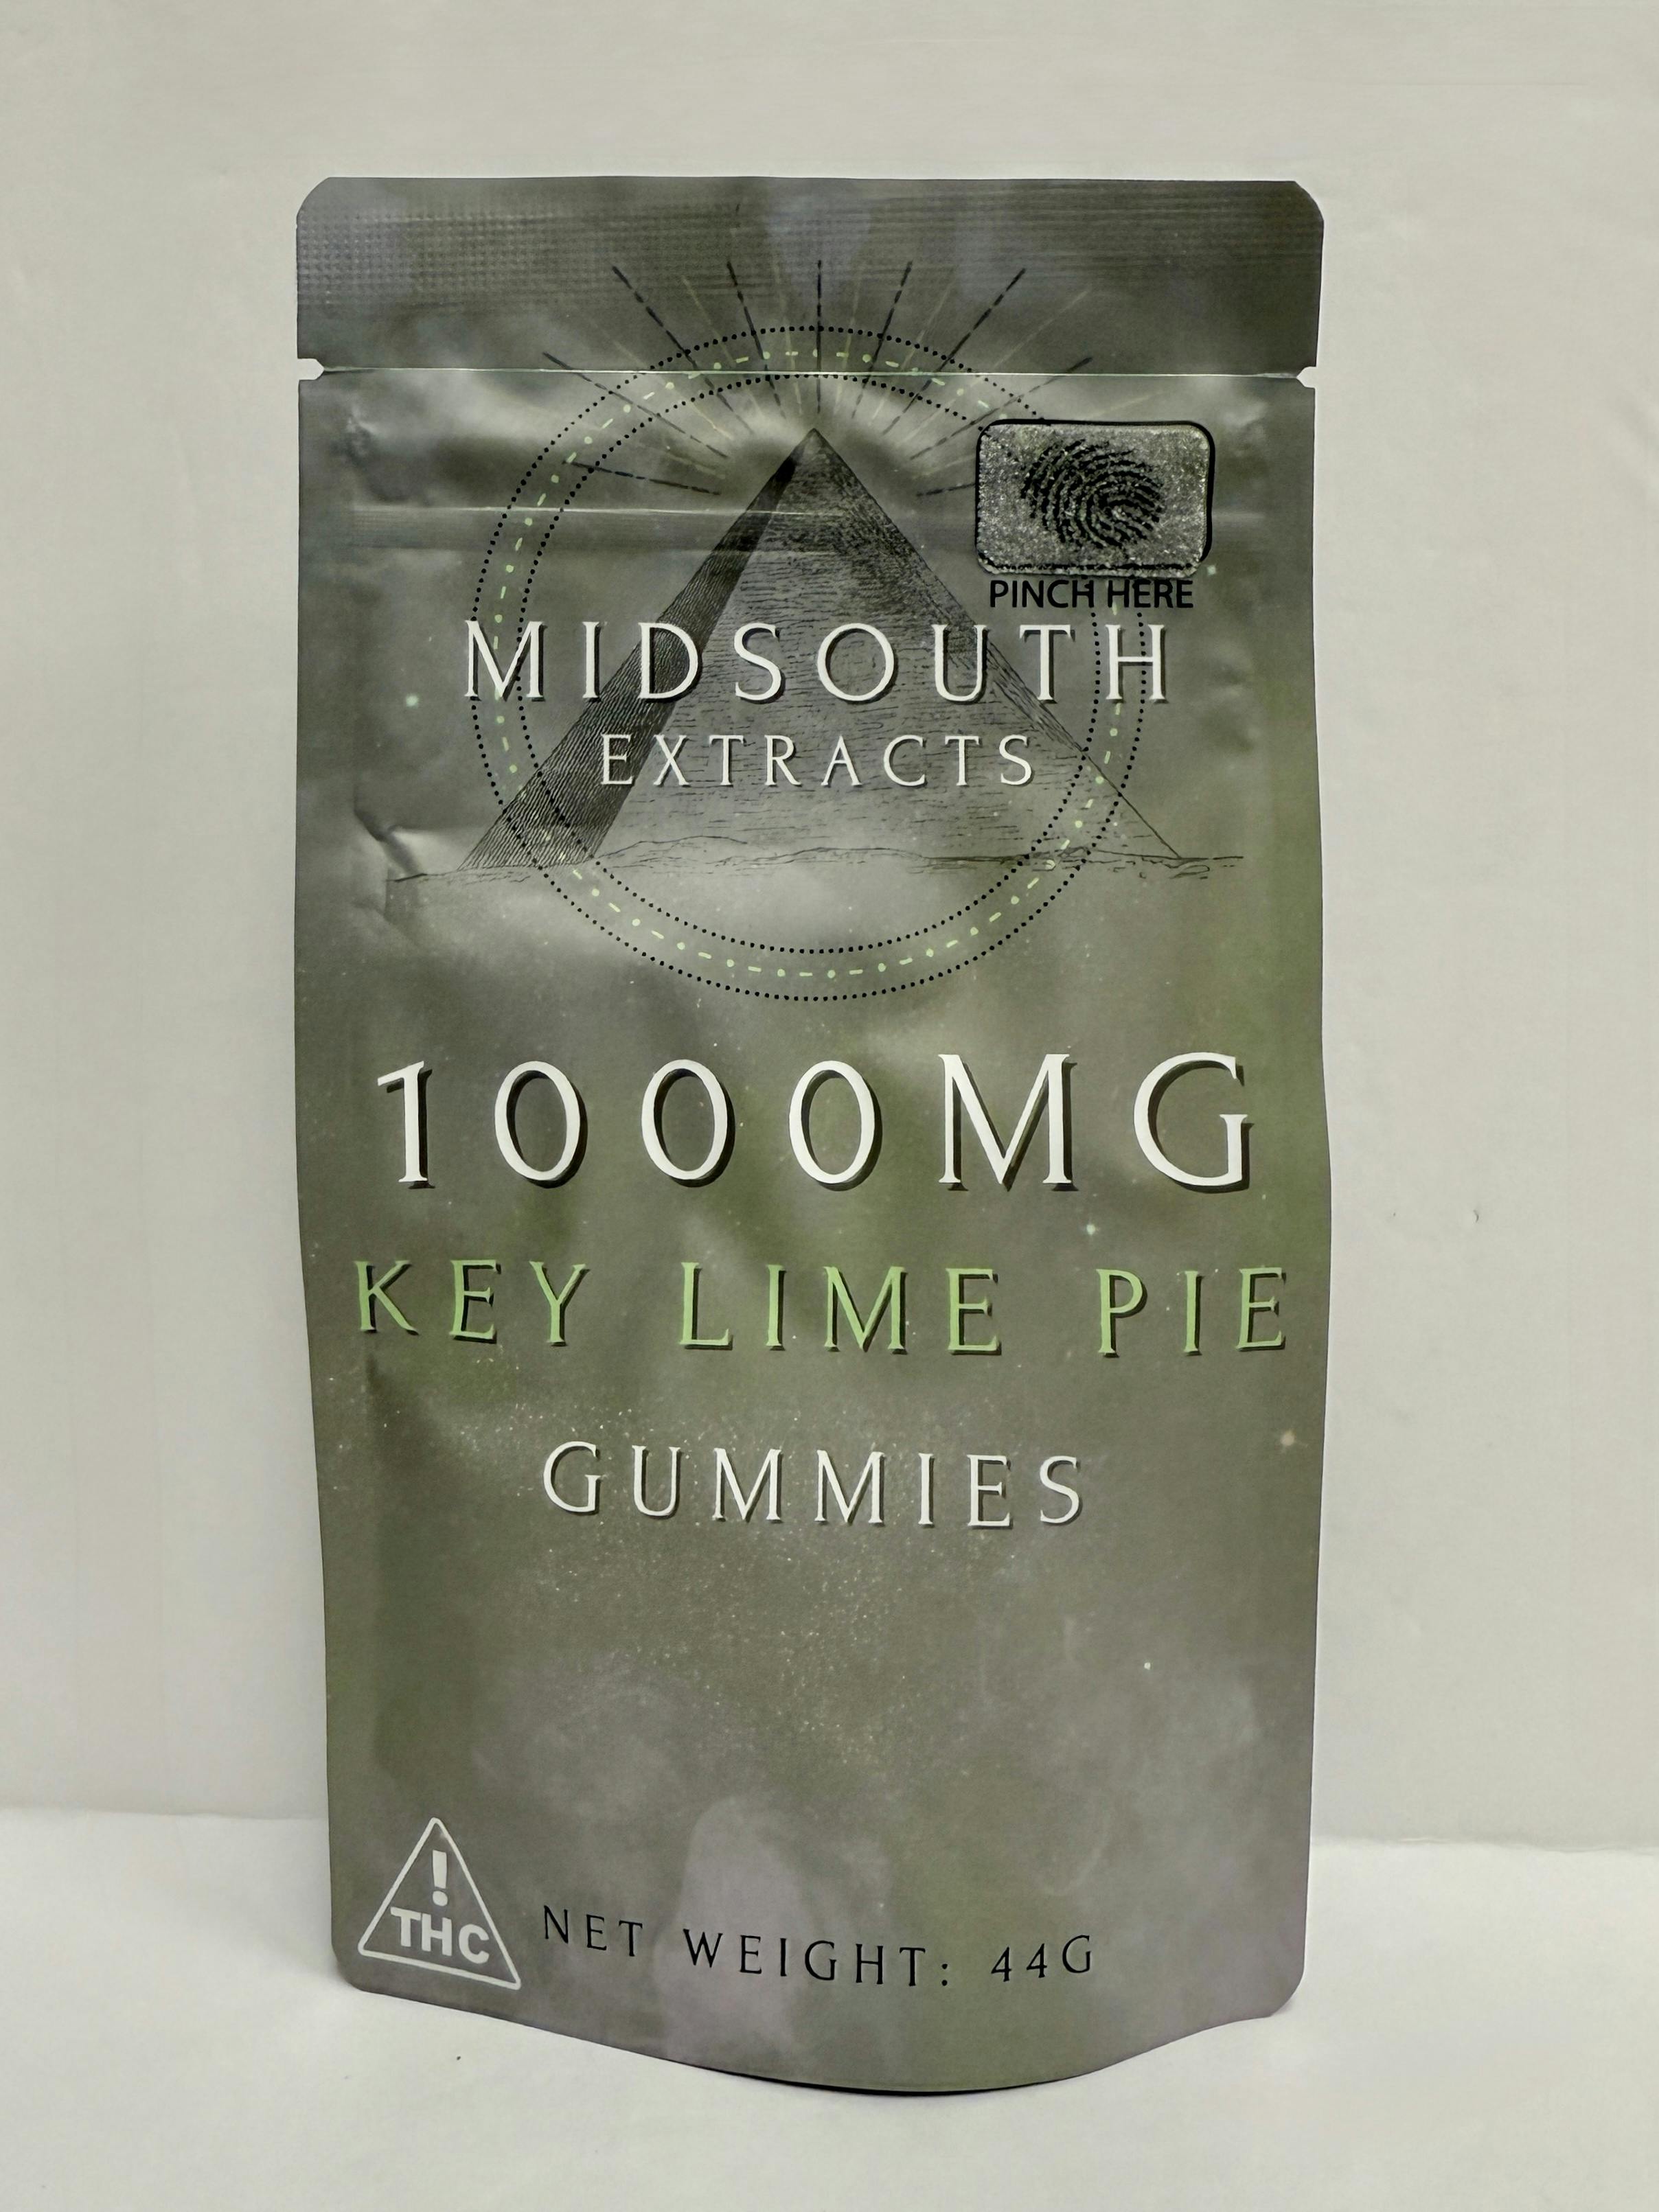 PINCH HERE
MIDSOUTH
EXTRACTS
1000MG
KEY LIME PIE
GUMMIES
!
THC
NET WEIGHT: 44G